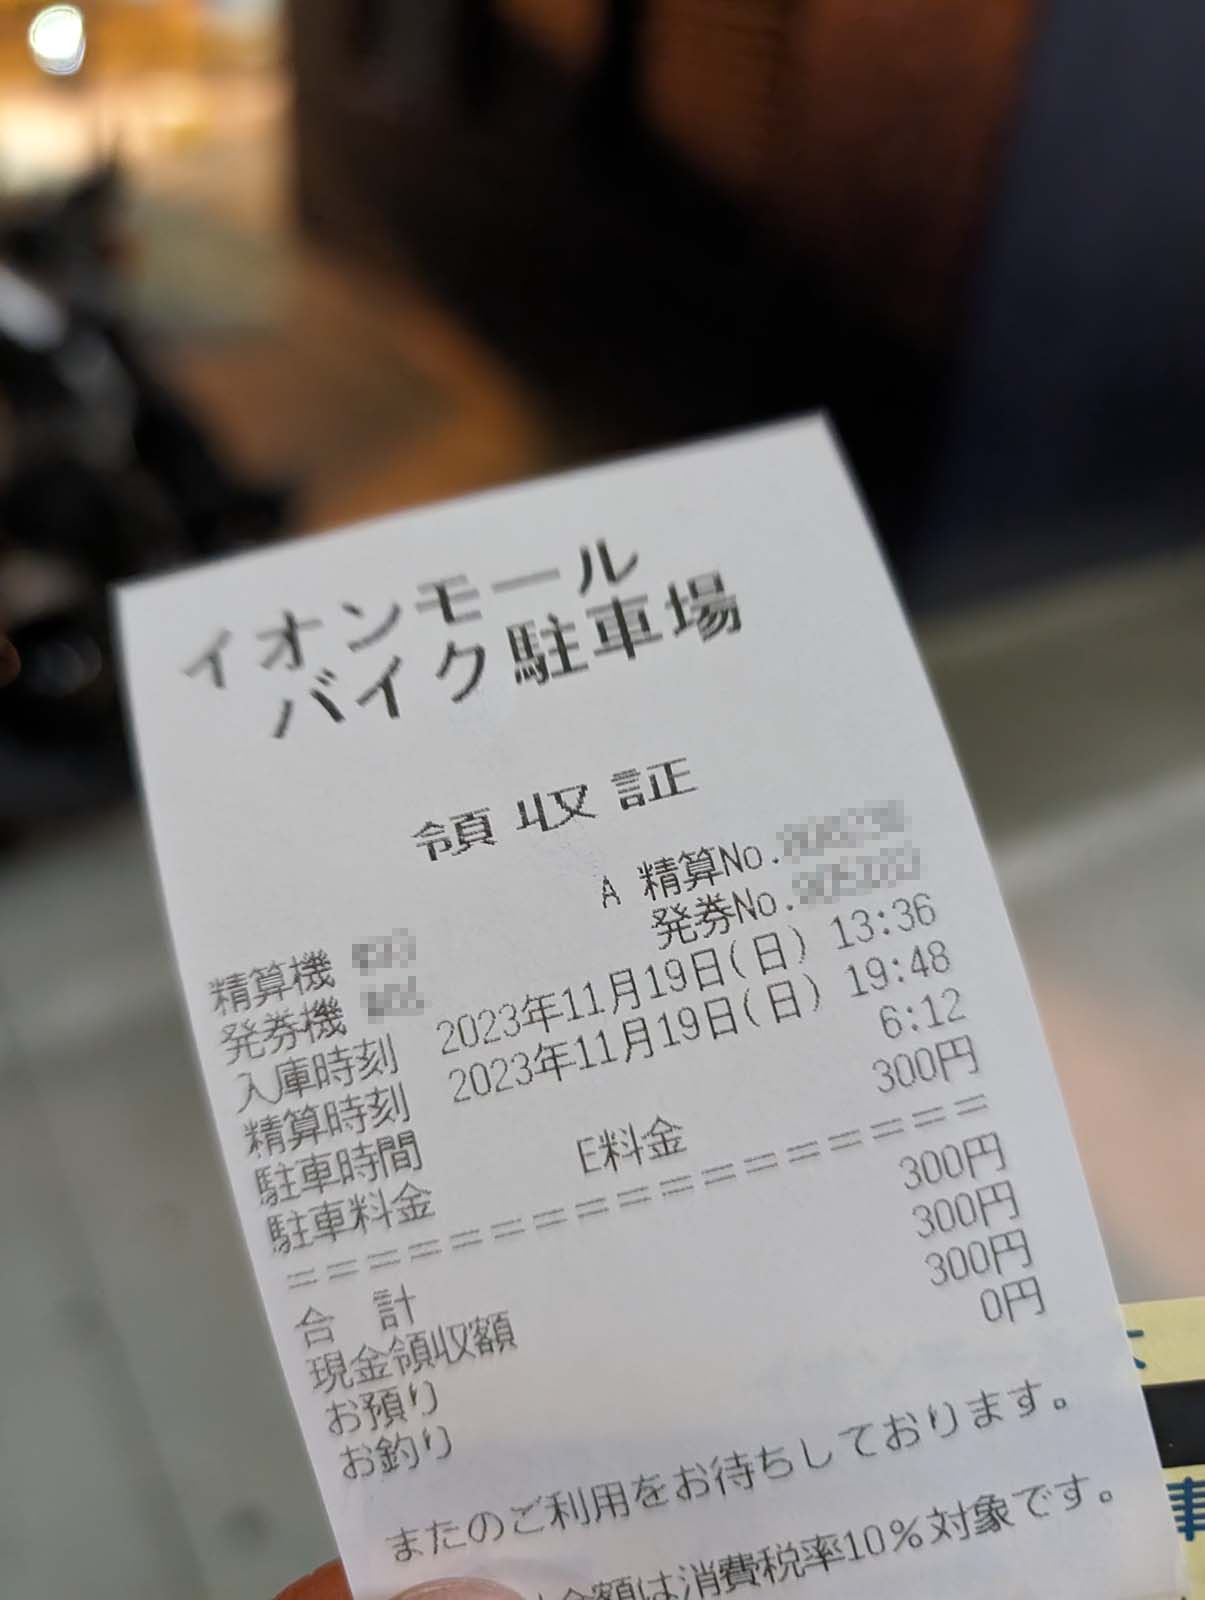 イオンモール
バイク駐車場
領収証
A 精算No.
発券No.
精算機
発券機
入庫時刻 2023年11月19日(日) 13:36
精算時刻 2023年11月19日(日) 19:48
駐車時間 6:12
駐車料金 E料金 300円
====================
合 計 300円
現金領収額 300円
お預り 300円
お釣り 0円
またのご利用をお待ちしております。
金額は消費税率10%対象です。